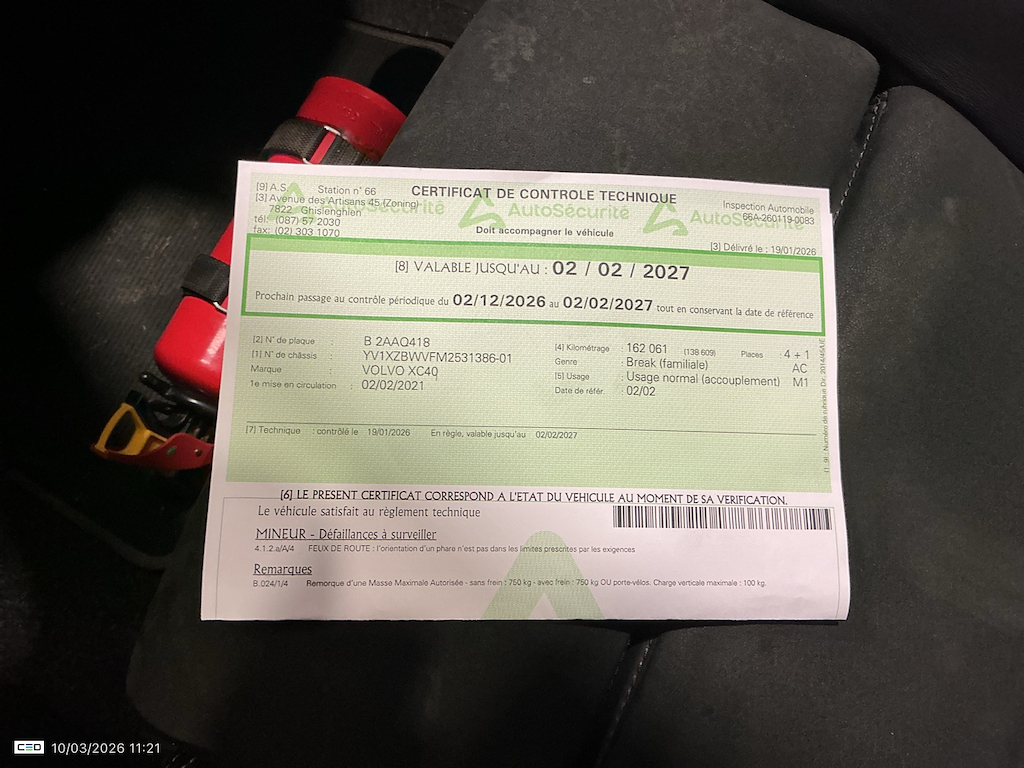 [9] A.S. Station n° 66
[3] Avenue des Artisans 45 (Zoning)
7822 Ghislenghien
tél: (087) 57 2030
fax: (02) 303 1070
CERTIFICAT DE CONTROLE TECHNIQUE
AutoSécurité AutoSécurité AutoSécurité
Doit accompagner le véhicule
Inspection Automobile
66A-260119-0083
[3] Délivré le : 19/01/2026
[8] VALABLE JUSQU'AU : 02 / 02 / 2027
Prochain passage au contrôle périodique du 02/12/2026 au 02/02/2027 tout en conservant la date de référence
[2] N° de plaque : B 2AAQ418
[1] N° de châssis : YV1XZBWVFM2531386-01
Marque : VOLVO XC40
1e mise en circulation : 02/02/2021
[4] Kilométrage : 162 061 (138 609) Places : 4 + 1
Genre : Break (familiale) AC
[5] Usage : Usage normal (accouplement) M1
Date de référ. : 02/02
[7] Technique : contrôlé le 19/01/2026 En règle, valable jusqu'au 02/02/2027
[6] LE PRESENT CERTIFICAT CORRESPOND A L'ETAT DU VEHICULE AU MOMENT DE SA VERIFICATION.
Le véhicule satisfait au règlement technique
MINEUR - Défaillances à surveiller
4.1.2.a/A/4 FEUX DE ROUTE : l'orientation d'un phare n'est pas dans les limites prescrites par les exigences
Remarques
B.024/1/4 Remorque d'une Masse Maximale Autorisée - sans frein : 750 kg - avec frein : 750 kg OU porte-vélos. Charge verticale maximale : 100 kg.
CEO 10/03/2026 11:21